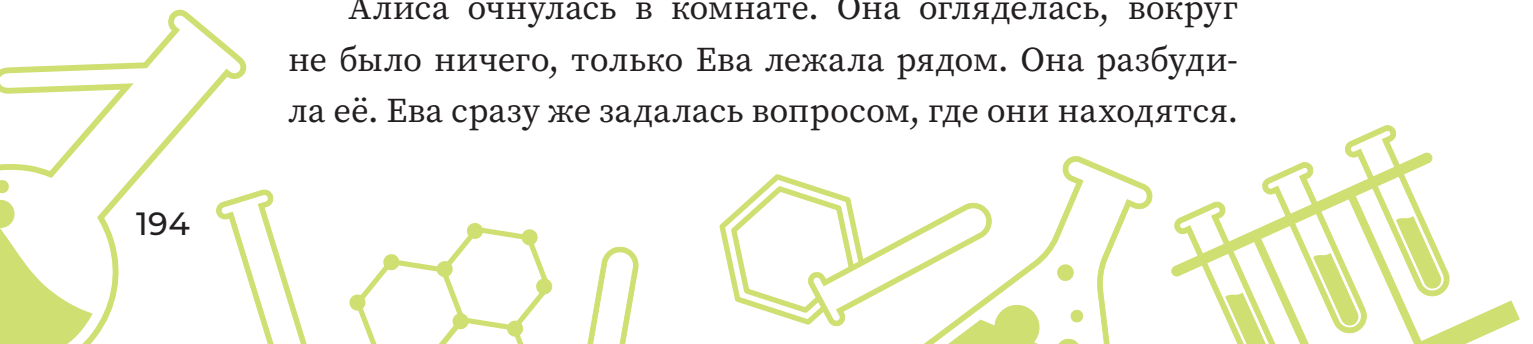 Алиса очнулась в комнате. Она огляделась, вокруг
не было ничего, только Ева лежала рядом. Она разбуди-
ла её. Ева сразу же задалась вопросом, где они находятся.
194